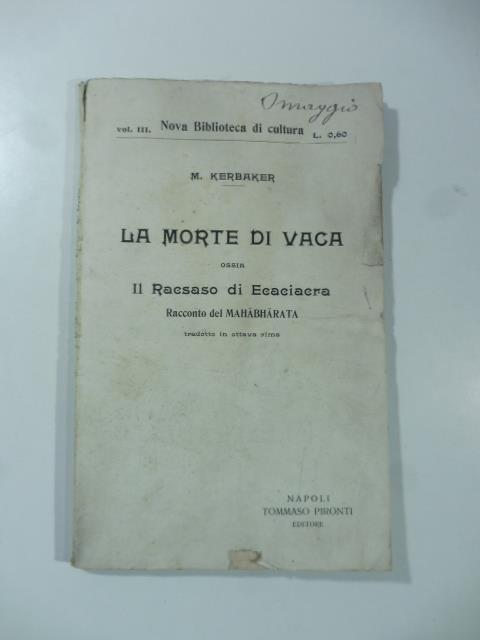 Omaggio
vol. III. Nova Biblioteca di cultura L. 0,60
M. KERBAKER
LA MORTE DI VACA
OSSIA
Il Racsaso di Ecaciacra
Racconto del MAHÂBHÂRATA
tradotto in ottava rima
NAPOLI
TOMMASO PIRONTI
EDITORE